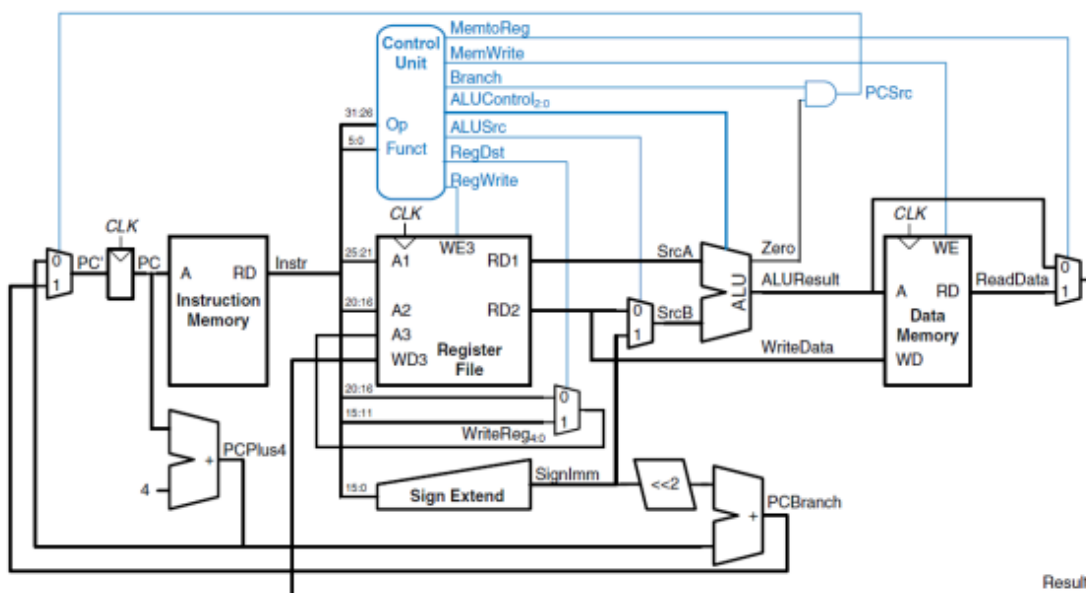 MemtoReg
Control
Unit
MemWrite
Branch
ALUControl2:0
PCSrc
31:26
Op
ALUSrc
5:0
Funct
RegDst
RegWrite
CLK
CLK
CLK
0
1
PC'
PC
A
RD
Instruction
Memory
Instr
25:21
A1
WE3
RD1
20:16
A2
RD2
A3
WD3
Register
File
SrcA
0
1
SrcB
ALU
Zero
ALUResult
WriteData
WE
A
RD
Data
Memory
WD
ReadData
0
1
20:16
0
15:11
1
WriteReg4:0
PCPlus4
+
4
15:0
Sign Extend
SignImm
<<2
+
PCBranch
Result